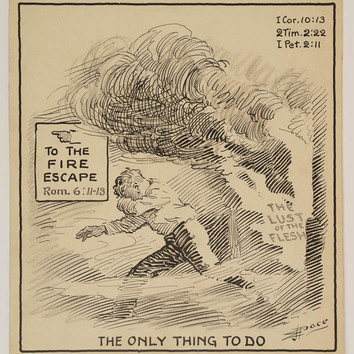 I Cor. 10:13
2 Tim. 2:22
I Pet. 2:11
TO THE
FIRE
ESCAPE
Rom. 6:11-13
THE
LUST
OF THE
FLESH
THE ONLY THING TO DO
Pace